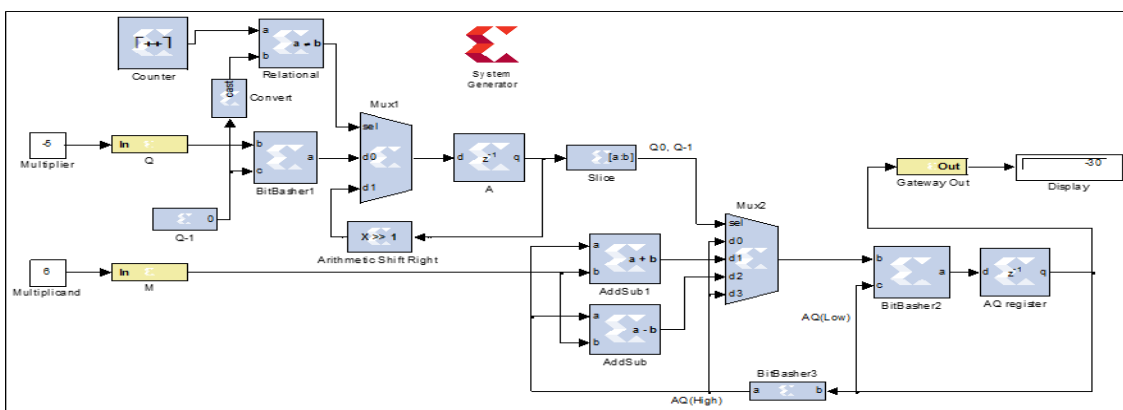 ++
Counter
a
b
a ≠ b
Relational
cast
Convert
System
Generator
-5
Multiplier
In
Q
b
c
a
BitBasher1
0
Q-1
Mux1
sel
d0
d1
d
z-1
q
A
[a:b]
Slice
Q0, Q-1
X >> 1
Arithmetic Shift Right
6
Multiplicand
In
M
a
b
a + b
AddSub1
a
b
a - b
AddSub
Mux2
sel
d0
d1
d2
d3
b
c
a
BitBasher2
d
z-1
q
AQ register
Out
Gateway Out
-30
Display
AQ(Low)
BitBasher3
a
b
AQ(High)